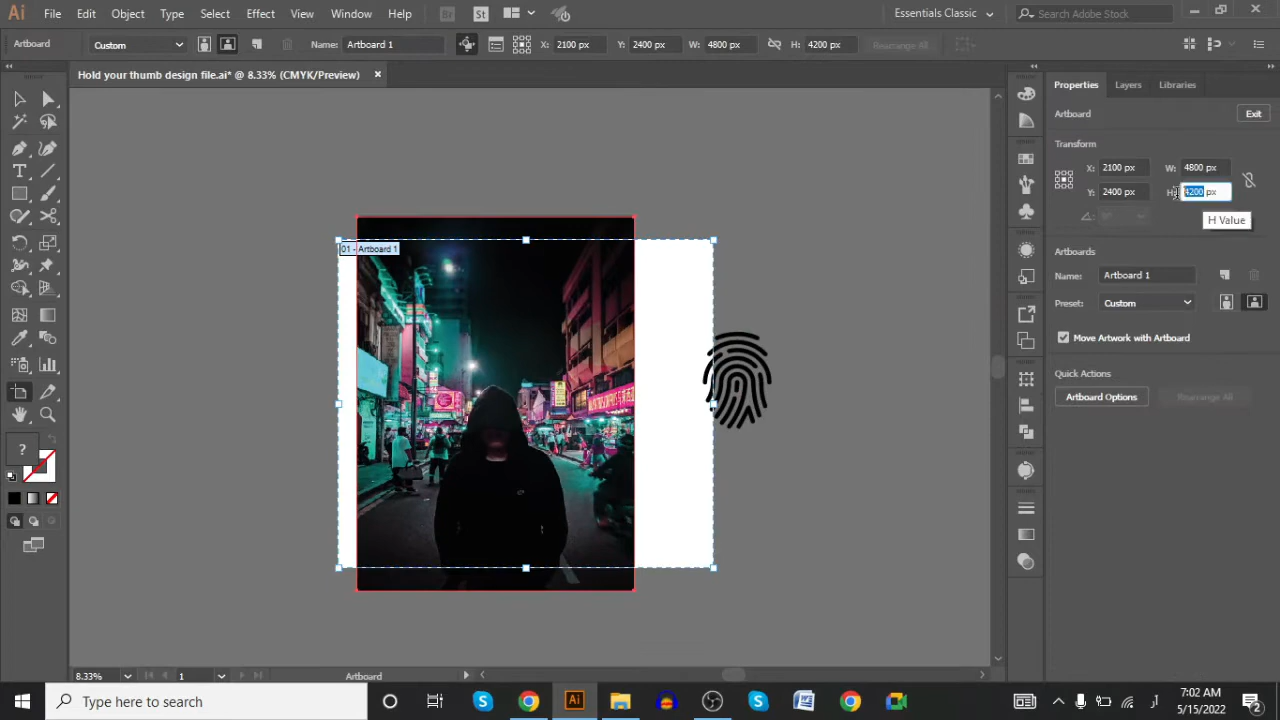 Ai File Edit Object Type Select Effect View Window Help Br St Essentials Classic Search Adobe Stock
Artboard Custom Name: Artboard 1 X: 2100 px Y: 2400 px W: 4800 px H: 4200 px Rearrange All
Hold your thumb design file.ai* @ 8.33% (CMYK/Preview) ×
Properties Layers Libraries
Artboard Exit
Transform
X: 2100 px W: 4800 px
Y: 2400 px H: 4200 px
0°
H Value
01 - Artboard 1
Artboards
Name: Artboard 1
Preset: Custom
Move Artwork with Artboard
Quick Actions
Artboard Options Rearrange All
?
8.33% 1 Artboard
Type here to search
7:02 AM
5/15/2022
2